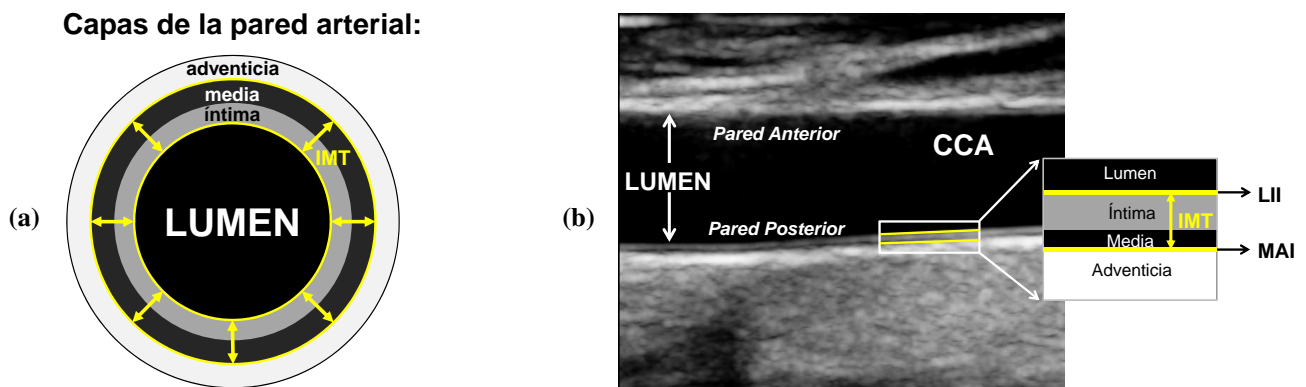 Capas de la pared arterial:
adventicia
media
íntima
IMT
LUMEN
(a)
(b)
Pared Anterior
CCA
LUMEN
Pared Posterior
Lumen
LII
Íntima
IMT
Media
MAI
Adventicia